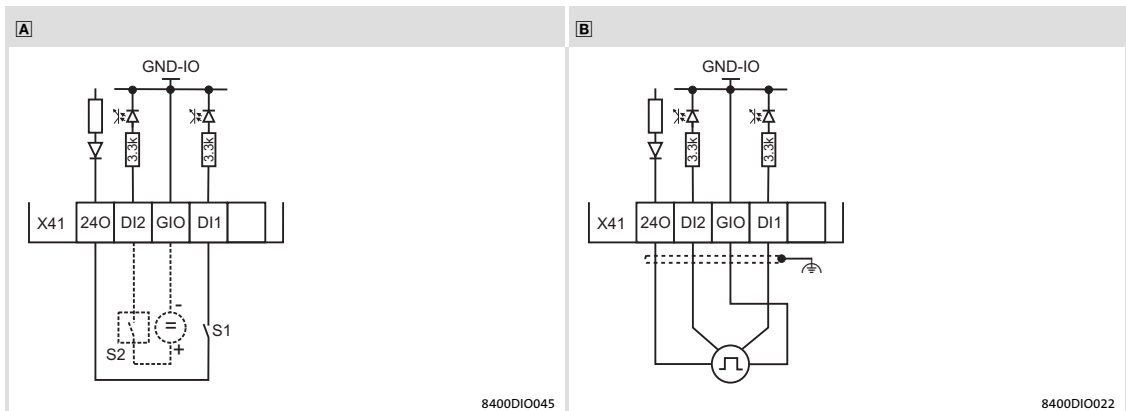 A
GND-IO
3.3k
3.3k
X41 24O DI2 GIO DI1
-
=
S1
S2
+
8400DIO045
B
GND-IO
3.3k
3.3k
X41 24O DI2 GIO DI1
8400DIO022